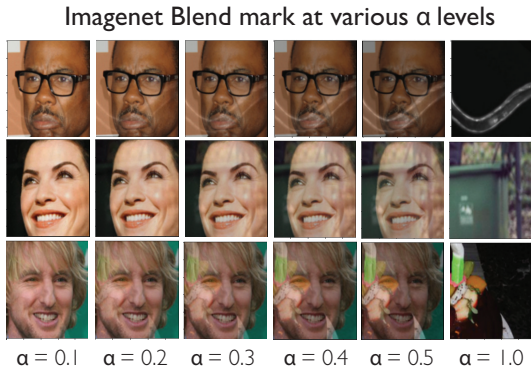 Imagenet Blend mark at various α levels
α = 0.1 α = 0.2 α = 0.3 α = 0.4 α = 0.5 α = 1.0